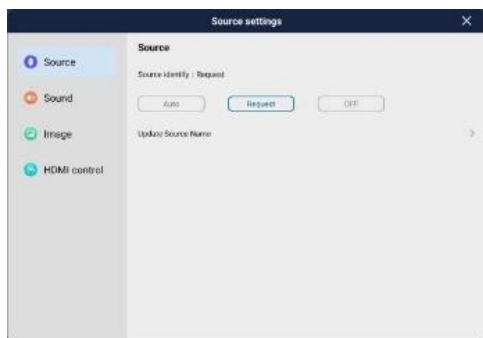 Source settings
Source
Sound
Image
HDMI control
Source
Source identify : Request
Auto
Request
OFF
Update Source Name